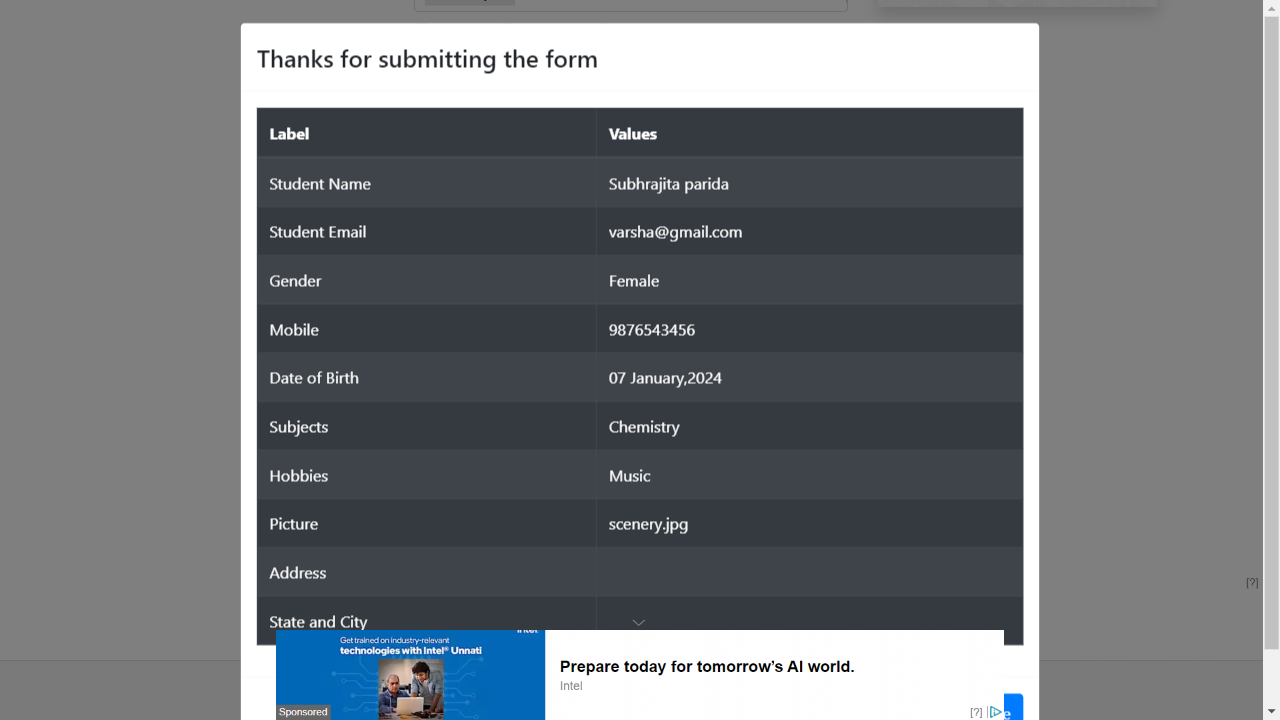 Thanks for submitting the form
Label Values
Student Name Subhrajita parida
Student Email varsha@gmail.com
Gender Female
Mobile 9876543456
Date of Birth 07 January,2024
Subjects Chemistry
Hobbies Music
Picture scenery.jpg
[?]
Address
State and City
Get trained on industry-relevant
technologies with Intel® Unnati
Prepare today for tomorrow's AI world.
Intel
Sponsored
[?]